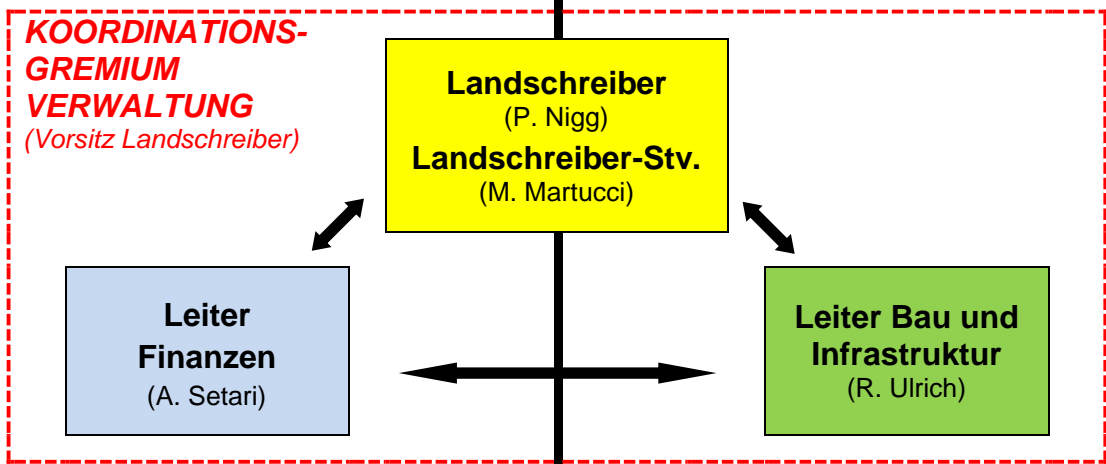 KOORDINATIONS-
GREMIUM
VERWALTUNG
(Vorsitz Landschreiber)
Landschreiber
(P. Nigg)
Landschreiber-Stv.
(M. Martucci)
Leiter
Finanzen
(A. Setari)
Leiter Bau und
Infrastruktur
(R. Ulrich)